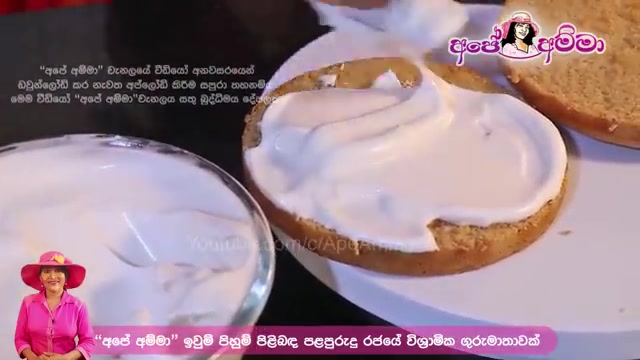 අපේ අම්මා
“අපේ අම්මා” චැනලයේ වීඩියෝ අනවසරයෙන්
ඩවුන්ලෝඩ් කර නැවත අප්ලෝඩ් කිරීම සපුරා තහනම්
මෙම වීඩියෝ “අපේ අම්මා”චැනලය සතු බුද්ධිමය දේපලකි
Youtube.com/c/ApeAmma
“අපේ අම්මා” ඉවුම් පිහුම් පිළිබඳ පළපුරුදු රජයේ විශ්‍රාමික ගුරුමාතාවක්